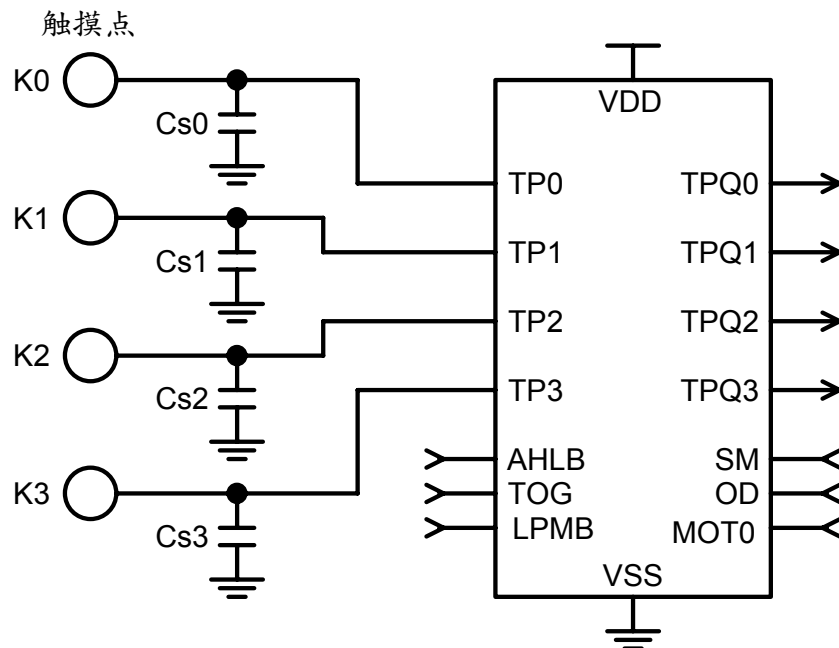 触摸点
K0
Cs0
K1
Cs1
K2
Cs2
K3
Cs3
VDD
TP0 TPQ0
TP1 TPQ1
TP2 TPQ2
TP3 TPQ3
AHLB SM
TOG OD
LPMB MOT0
VSS